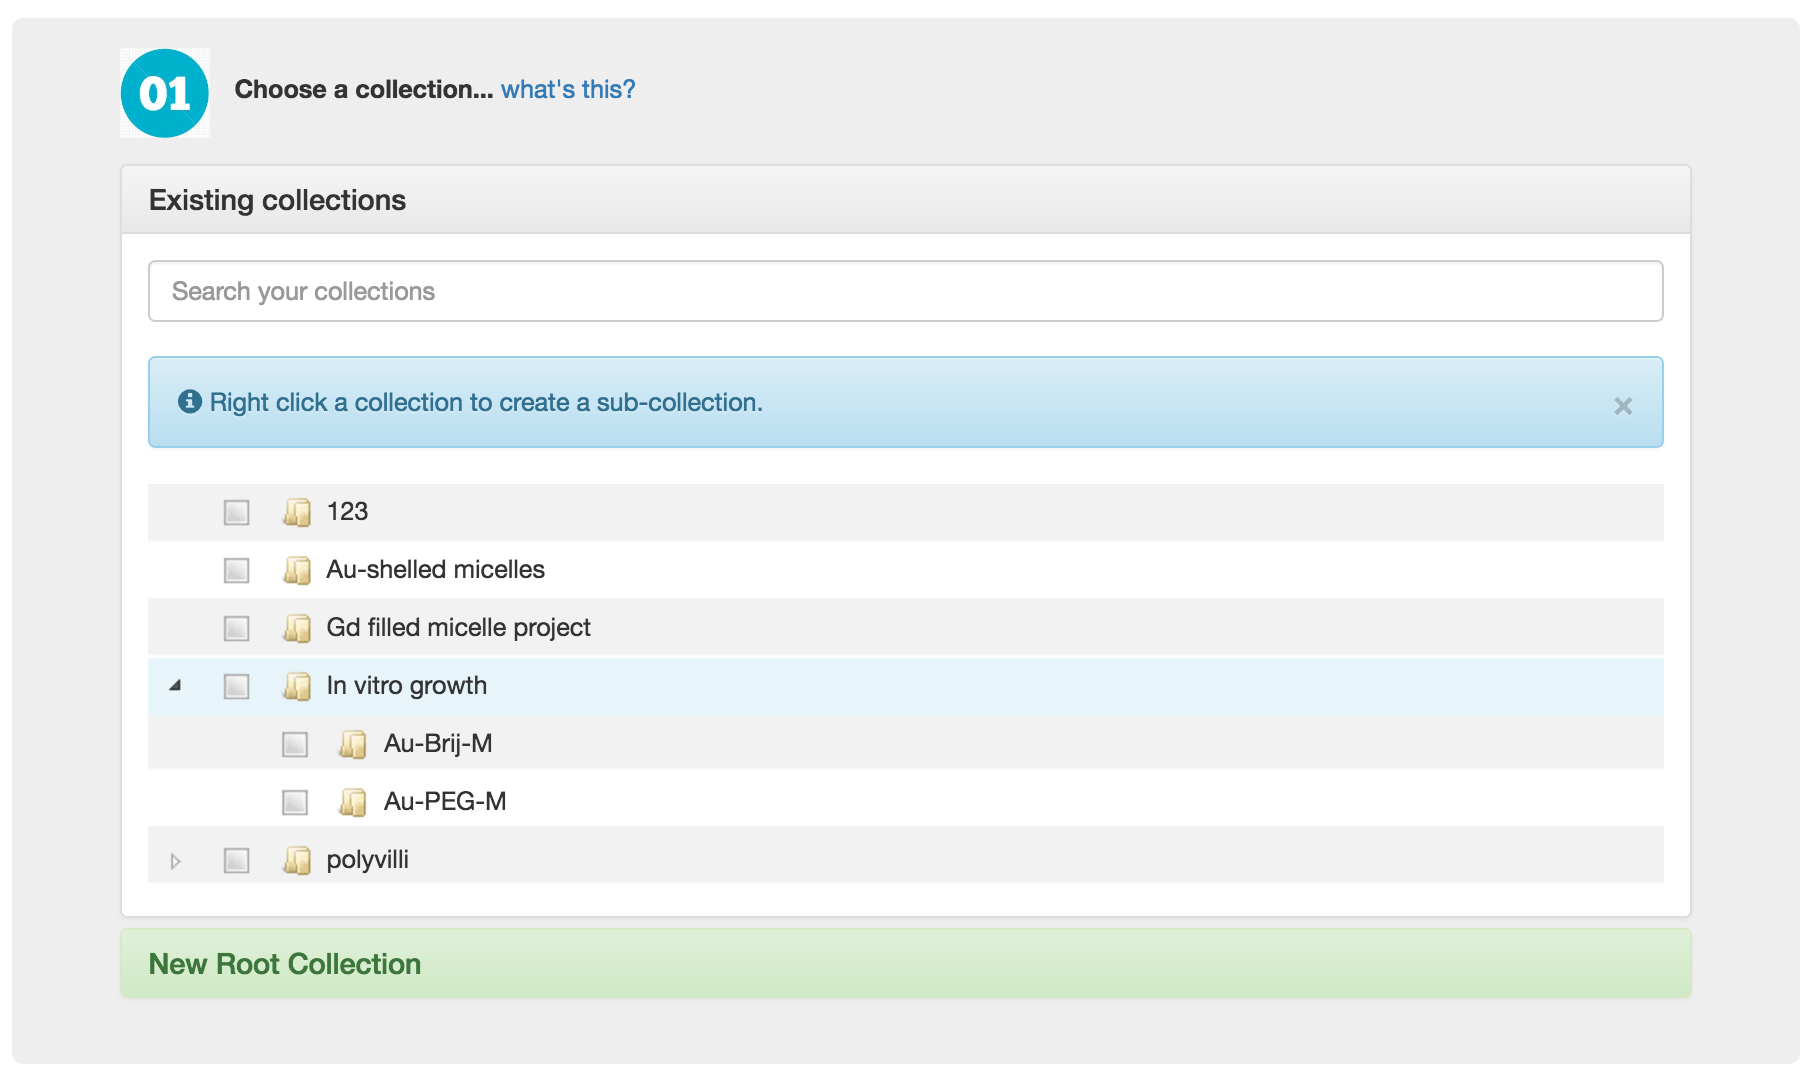 01
Choose a collection... what's this?
Existing collections
Search your collections
Right click a collection to create a sub-collection.
123
Au-shelled micelles
Gd filled micelle project
In vitro growth
Au-Brij-M
Au-PEG-M
polyvilli
New Root Collection